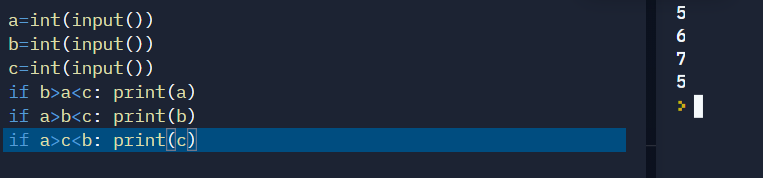 a=int(input())
b=int(input())
c=int(input())
if b>a<c: print(a)
if a>b<c: print(b)
if a>c<b: print(c)
5
6
7
5
>